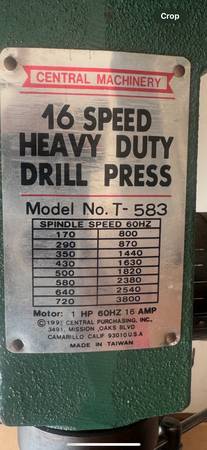 Crop
CENTRAL MACHINERY
16 SPEED
HEAVY DUTY
DRILL PRESS
Model No. T- 583
SPINDLE SPEED 60HZ
170 800
290 870
350 1440
430 1630
500 1820
580 2380
640 2540
720 3800
Motor: 1 HP 60HZ 16 AMP
CENTRAL PURCHASING, INC.
3491, MISSION OAKS BLVD
CAMARILLO CALIF 93010 U.S.A
MADE IN TAIWAN